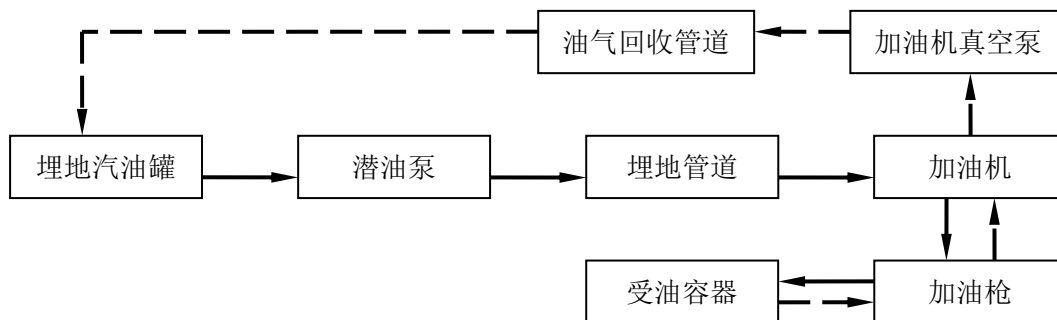 油气回收管道
加油机真空泵
埋地汽油罐
潜油泵
埋地管道
加油机
受油容器
加油枪